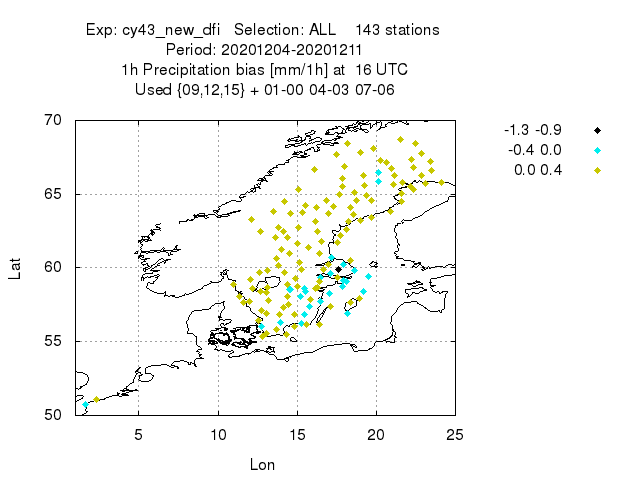 Exp: cy43_new_dfi   Selection: ALL    143 stations
Period: 20201204-20201211
1h Precipitation bias [mm/1h] at  16 UTC
Used {09,12,15} + 01-00 04-03 07-06
-1.3 -0.9
-0.4 0.0
0.0 0.4
70
65
60
55
50
Lat
5 10 15 20 25
Lon